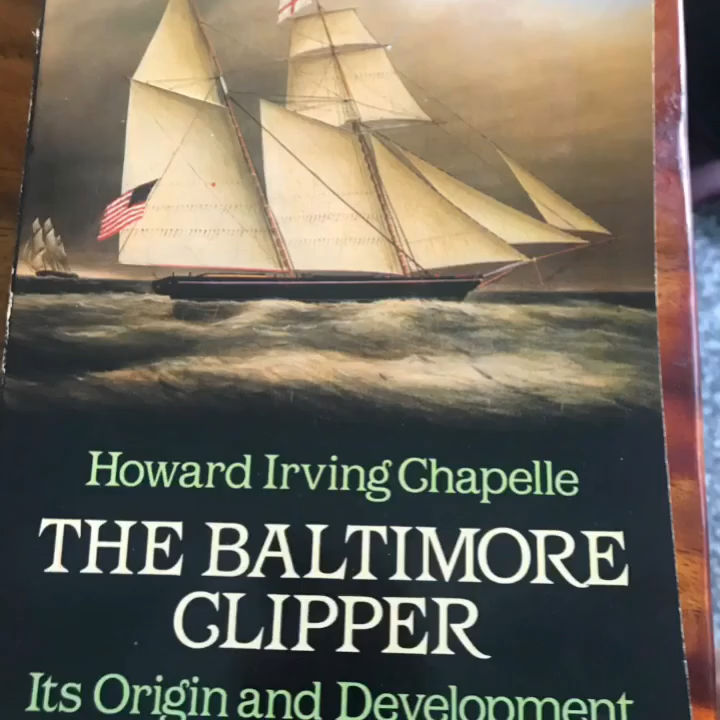 Howard Irving Chapelle
THE BALTIMORE
CLIPPER
Its Origin and Development